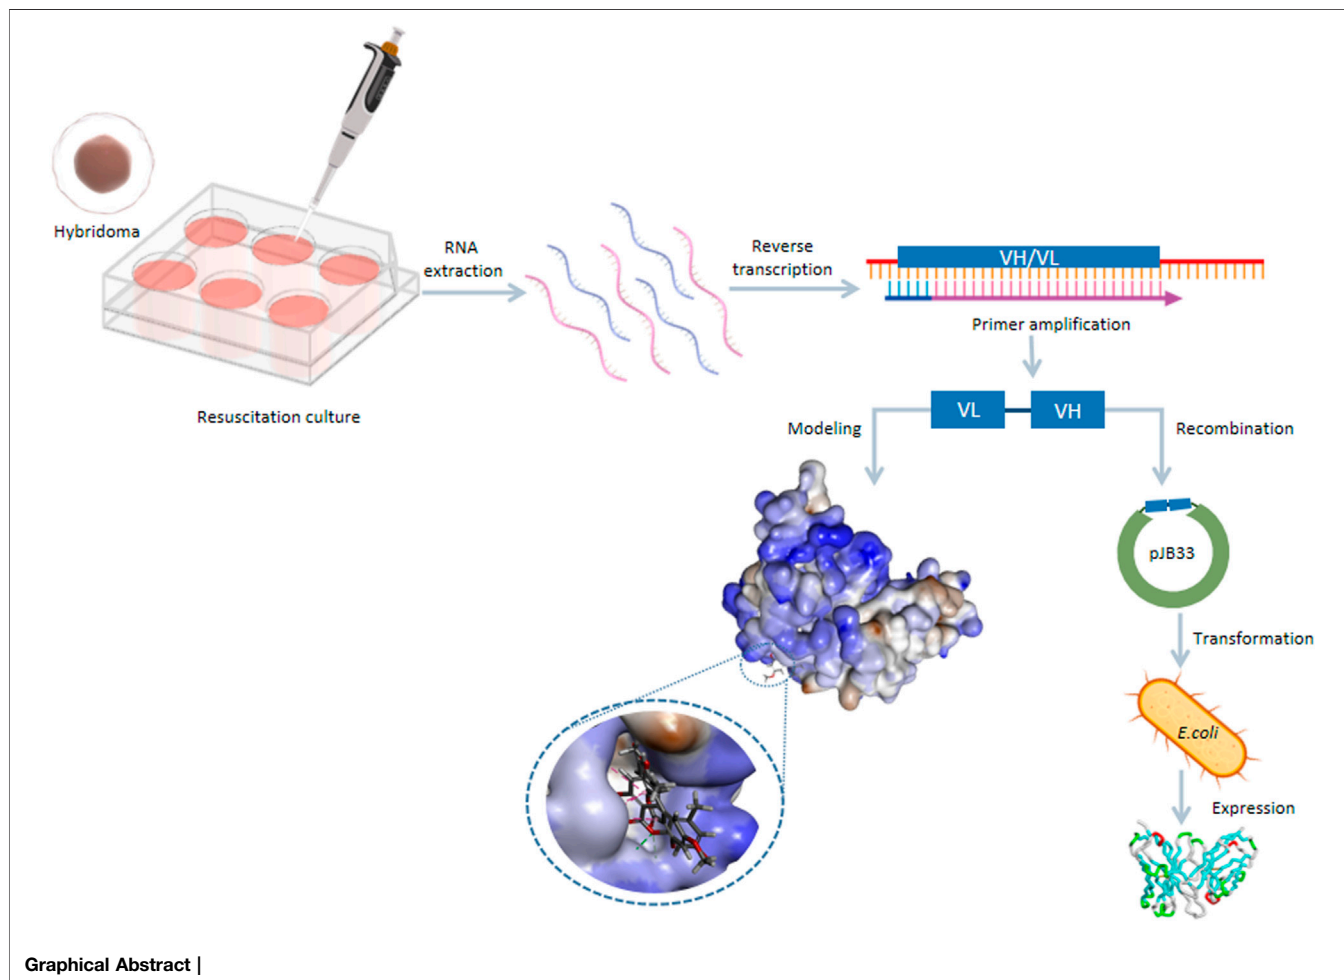 Hybridoma
Resuscitation culture
RNA
extraction
Reverse
transcription
VH/VL
Primer amplification
VL
VH
Modeling
Recombination
pJB33
Transformation
E.coli
Expression
Graphical Abstract |